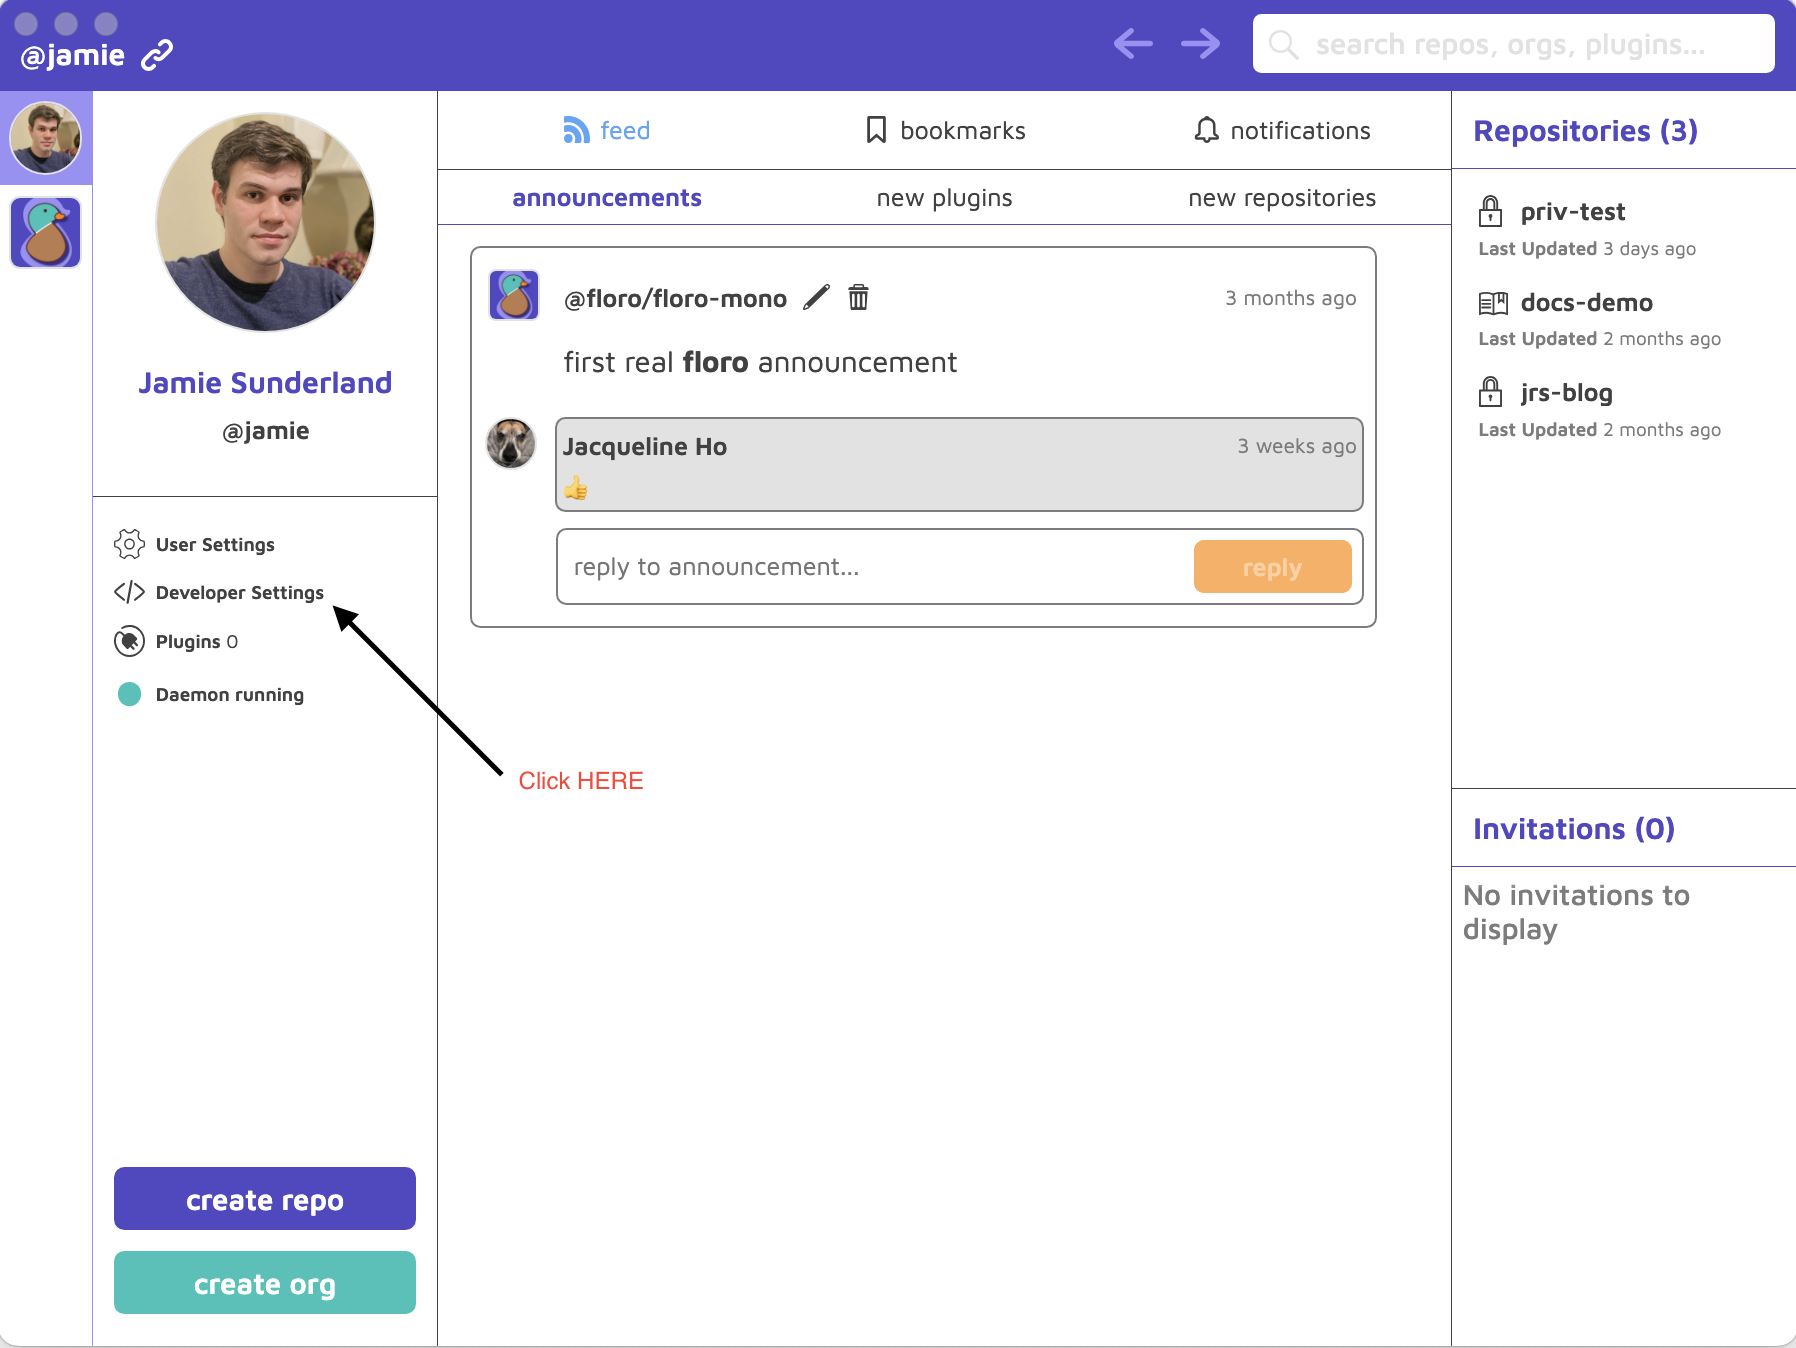 @jamie
search repos, orgs, plugins...
Jamie Sunderland
@jamie
User Settings
Developer Settings
Plugins 0
Daemon running
create repo
create org
feed
bookmarks
notifications
announcements
new plugins
new repositories
@floro/floro-mono
3 months ago
first real floro announcement
Jacqueline Ho
3 weeks ago
reply to announcement...
reply
Click HERE
Repositories (3)
priv-test
Last Updated 3 days ago
docs-demo
Last Updated 2 months ago
jrs-blog
Last Updated 2 months ago
Invitations (0)
No invitations to
display